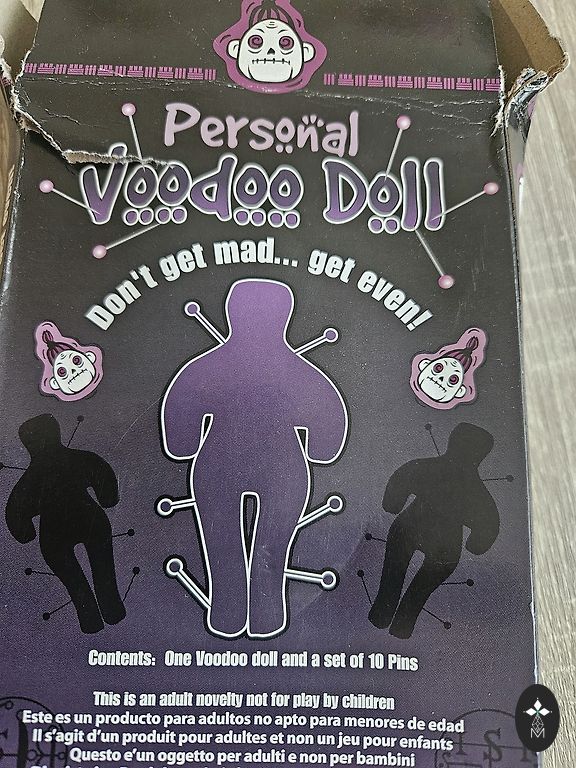 Personal
Voodoo Doll
Don't get mad... get even!
Contents: One Voodoo doll and a set of 10 Pins
This is an adult novelty not for play by children
Este es un producto para adultos no apto para menores de edad
Il s'agit d'un produit pour adultes et non un jeu pour enfants
Questo e'un oggetto per adulti e non per bambini